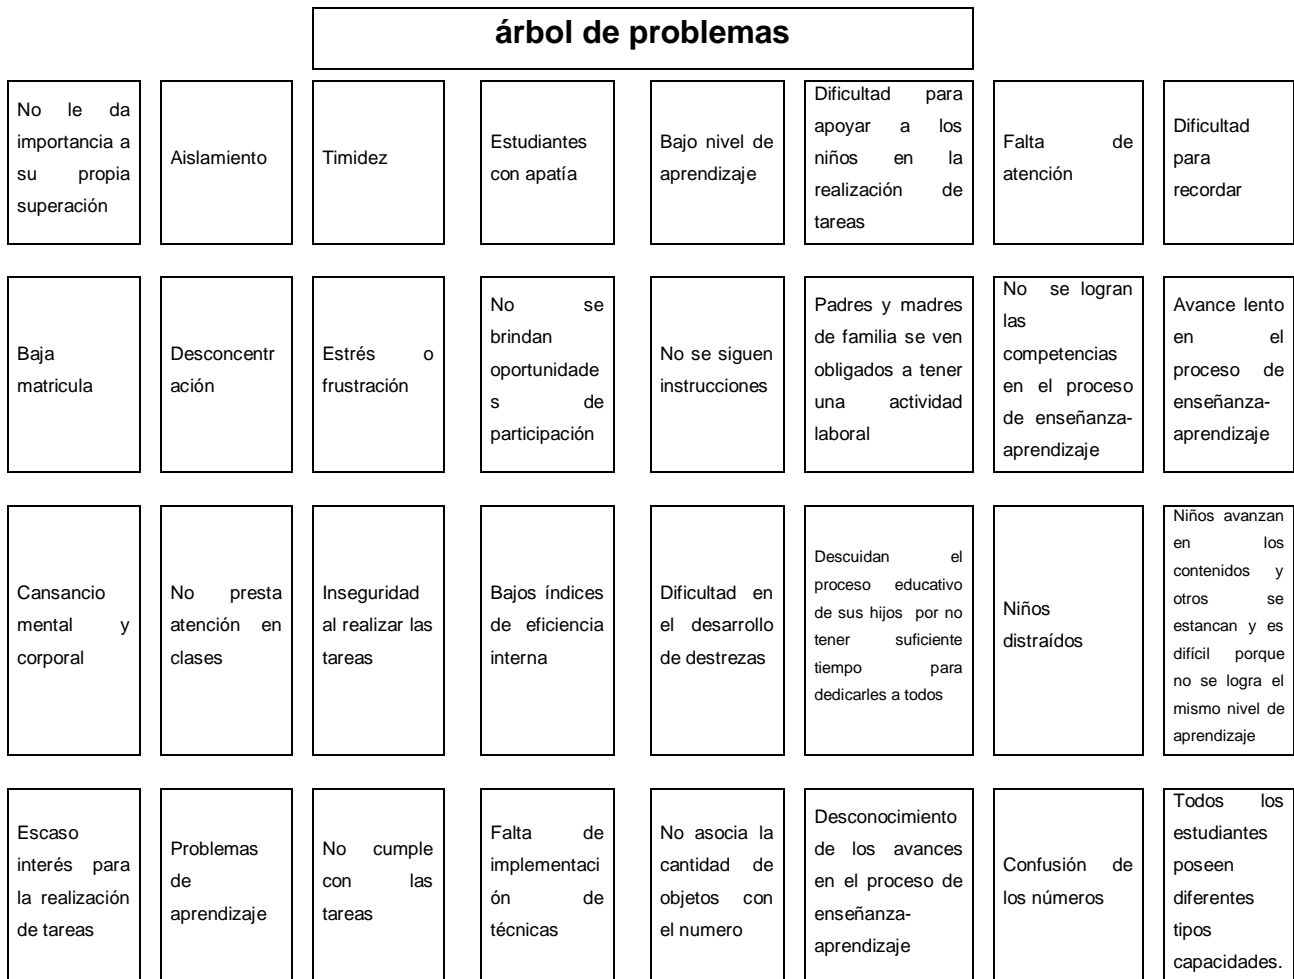 árbol de problemas
No le da
importancia a
su propia
superación
Aislamiento
Timidez
Estudiantes
con apatía
Bajo nivel de
aprendizaje
Dificultad para
apoyar a los
niños en la
realización de
tareas
Falta de
atención
Dificultad
para
recordar
Baja
matricula
Desconcentr
ación
Estrés o
frustración
No se
brindan
oportunidade
s de
participación
No se siguen
instrucciones
Padres y madres
de familia se ven
obligados a tener
una actividad
laboral
No se logran
las
competencias
en el proceso
de enseñanza-
aprendizaje
Avance lento
en el
proceso de
enseñanza-
aprendizaje
Cansancio
mental y
corporal
No presta
atención en
clases
Inseguridad
al realizar las
tareas
Bajos índices
de eficiencia
interna
Dificultad en
el desarrollo
de destrezas
Descuidan el
proceso educativo
de sus hijos por no
tener suficiente
tiempo para
dedicarles a todos
Niños
distraídos
Niños avanzan
en los
contenidos y
otros se
estancan y es
difícil porque
no se logra el
mismo nivel de
aprendizaje
Escaso
interés para
la realización
de tareas
Problemas
de
aprendizaje
No cumple
con las
tareas
Falta de
implementaci
ón de
técnicas
No asocia la
cantidad de
objetos con
el numero
Desconocimiento
de los avances
en el proceso de
enseñanza-
aprendizaje
Confusión de
los números
Todos los
estudiantes
poseen
diferentes
tipos
capacidades.